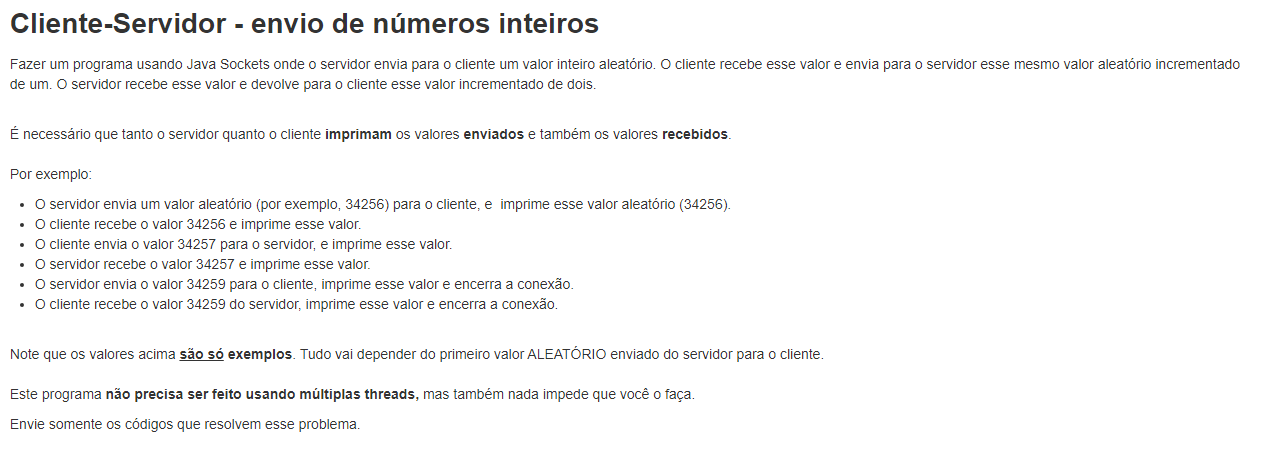 Cliente-Servidor - envio de números inteiros
Fazer um programa usando Java Sockets onde o servidor envia para o cliente um valor inteiro aleatório. O cliente recebe esse valor e envia para o servidor esse mesmo valor aleatório incrementado
de um. O servidor recebe esse valor e devolve para o cliente esse valor incrementado de dois.
É necessário que tanto o servidor quanto o cliente imprimam os valores enviados e também os valores recebidos.
Por exemplo:
• O servidor envia um valor aleatório (por exemplo, 34256) para o cliente, e imprime esse valor aleatório (34256).
• O cliente recebe o valor 34256 e imprime esse valor.
• O cliente envia o valor 34257 para o servidor, e imprime esse valor.
• O servidor recebe o valor 34257 e imprime esse valor.
• O servidor envia o valor 34259 para o cliente, imprime esse valor e encerra a conexão.
• O cliente recebe o valor 34259 do servidor, imprime esse valor e encerra a conexão.
Note que os valores acima são só exemplos. Tudo vai depender do primeiro valor ALEATÓRIO enviado do servidor para o cliente.
Este programa não precisa ser feito usando múltiplas threads, mas também nada impede que você o faça.
Envie somente os códigos que resolvem esse problema.